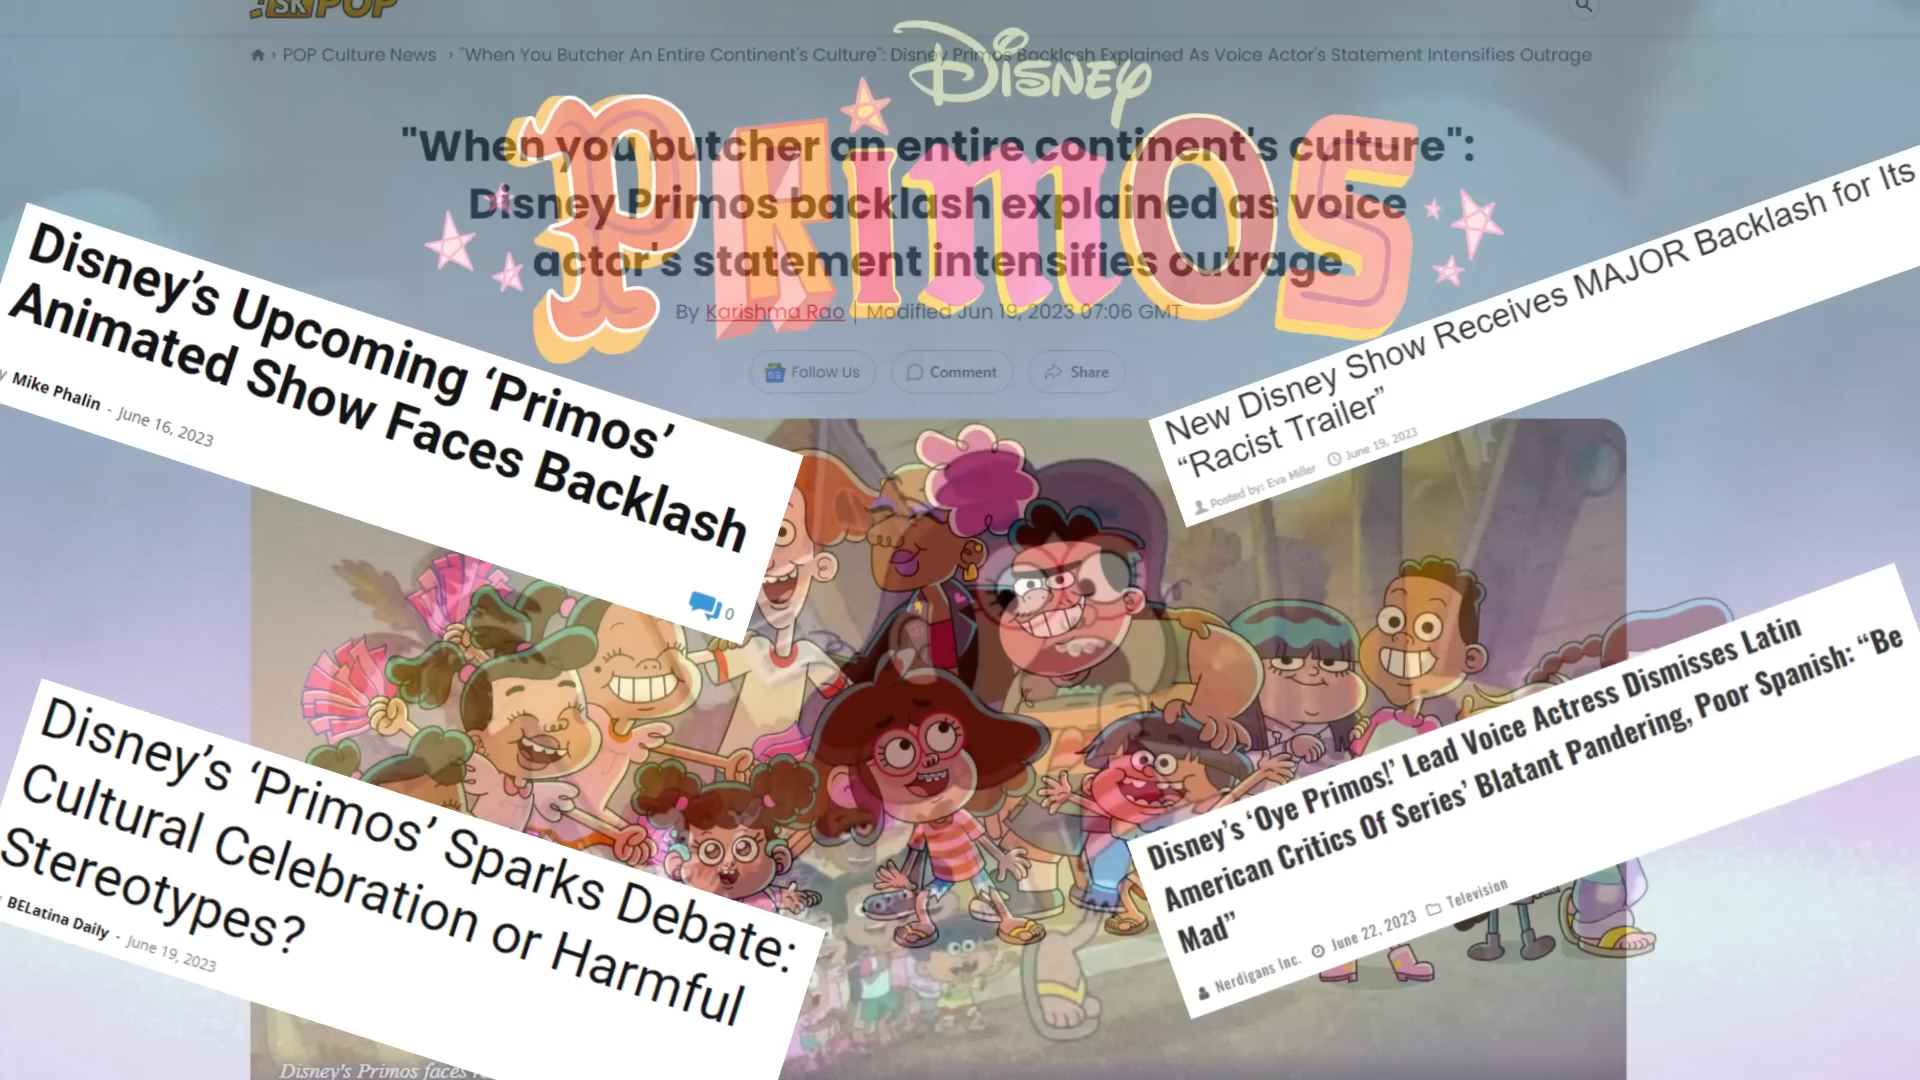 SK POP
POP Culture News › "When You Butcher An Entire Continent's Culture": Disney Primos Backlash Explained As Voice Actor's Statement Intensifies Outrage
Disney
PRIMOS
"When you butcher an entire continent's culture":
Disney Primos backlash explained as voice
actor's statement intensifies outrage
By Karishma Rao | Modified Jun 19, 2023 07:06 GMT
Follow Us
Comment
Share
Disney's Upcoming ‘Primos’
Animated Show Faces Backlash
Mike Phalin - June 16, 2023
0
New Disney Show Receives MAJOR Backlash for Its
“Racist Trailer”
Posted by: Eva Miller June 19, 2023
Disney's ‘Primos’ Sparks Debate:
Cultural Celebration or Harmful
Stereotypes?
BELatina Daily - June 19, 2023
Disney's ‘Oye Primos!’ Lead Voice Actress Dismisses Latin
American Critics Of Series’ Blatant Pandering, Poor Spanish: “Be
Mad”
Nerdigans Inc. June 22, 2023 Television
Disney's Primos faces